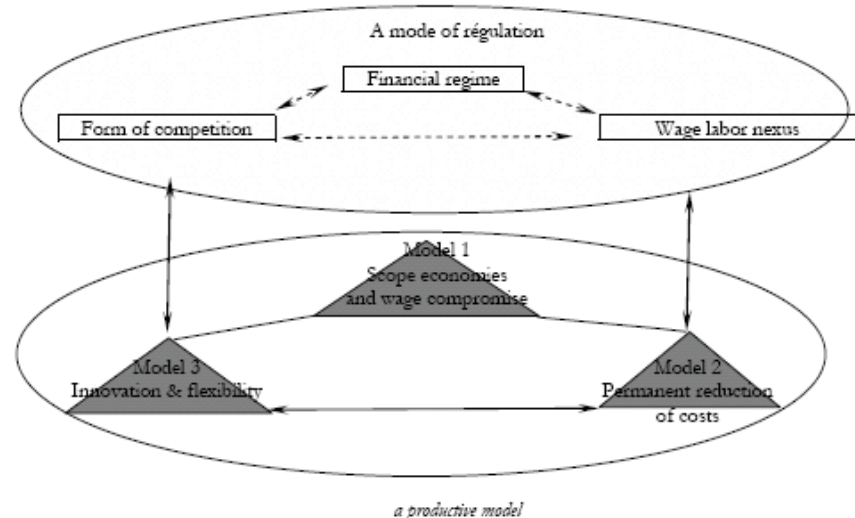 A mode of régulation
Financial regime
Form of competition
Wage labor nexus
Model 1
Scope economies
and wage compromise
Model 3
Innovation & flexibility
Model 2
Permanent reduction
of costs
a productive model